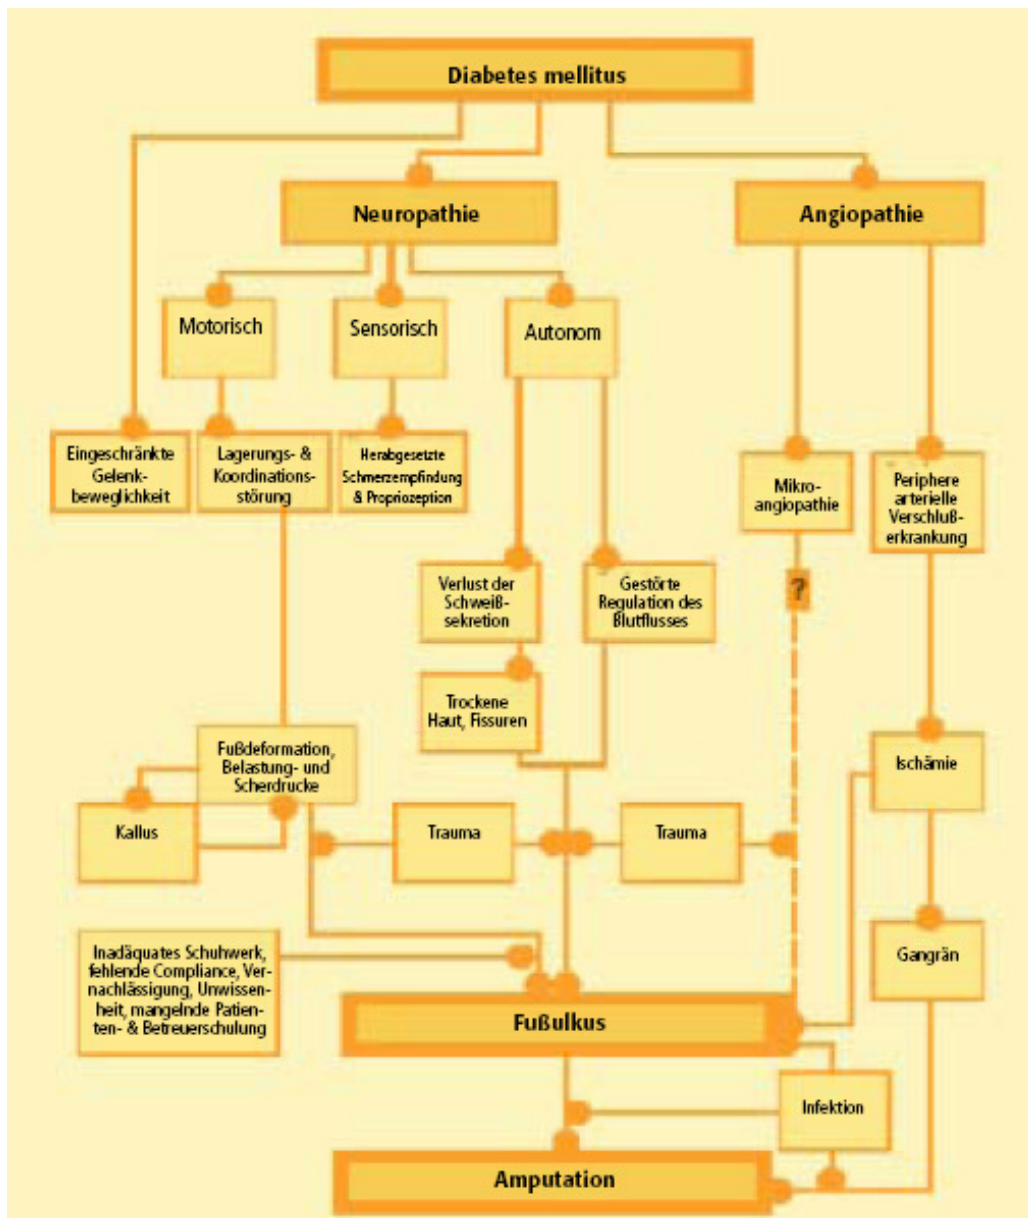 Diabetes mellitus
Neuropathie
Angiopathie
Motorisch
Sensorisch
Autonom
Eingeschränkte
Gelenk-
beweglichkeit
Lagerungs- &
Koordinations-
störung
Herabgesetzte
Schmerzempfindung
& Propriozeption
Mikro-
angiopathie
Periphere
arterielle
Verschluß-
erkrankung
?
Verlust der
Schweiß-
sekretion
Gestörte
Regulation des
Blutflusses
Trockene
Haut, Fissuren
Fußdeformation,
Belastung- und
Scherdrucke
Ischämie
Kallus
Trauma
Trauma
Inadäquates Schuhwerk,
fehlende Compliance, Ver-
nachlässigung, Unwissen-
heit, mangelnde Patien-
ten- & Betreuerschulung
Gangrän
Fußulkus
Infektion
Amputation